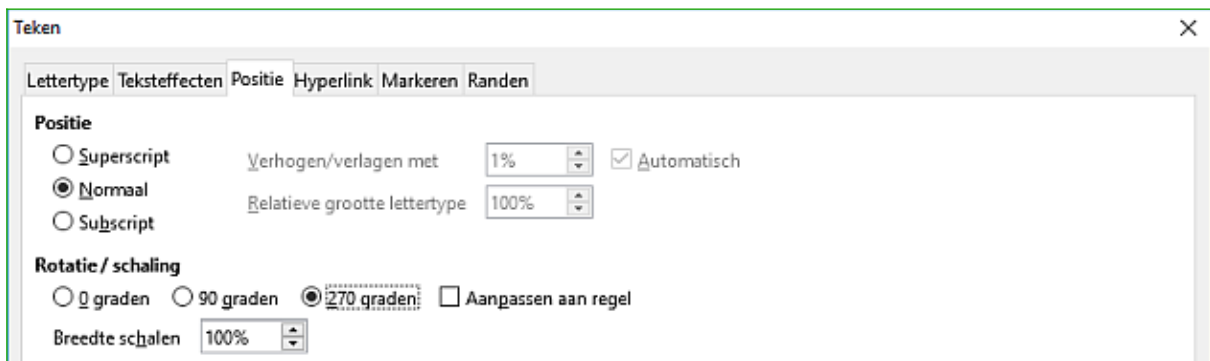 Teken
Lettertype Teksteffecten Positie Hyperlink Markeren Randen
Positie
Superscript Verhogen/verlagen met 1% Automatisch
Normaal
Relatieve grootte lettertype 100%
Subscript
Rotatie / schaling
0 graden 90 graden 270 graden Aanpassen aan regel
Breedte schalen 100%